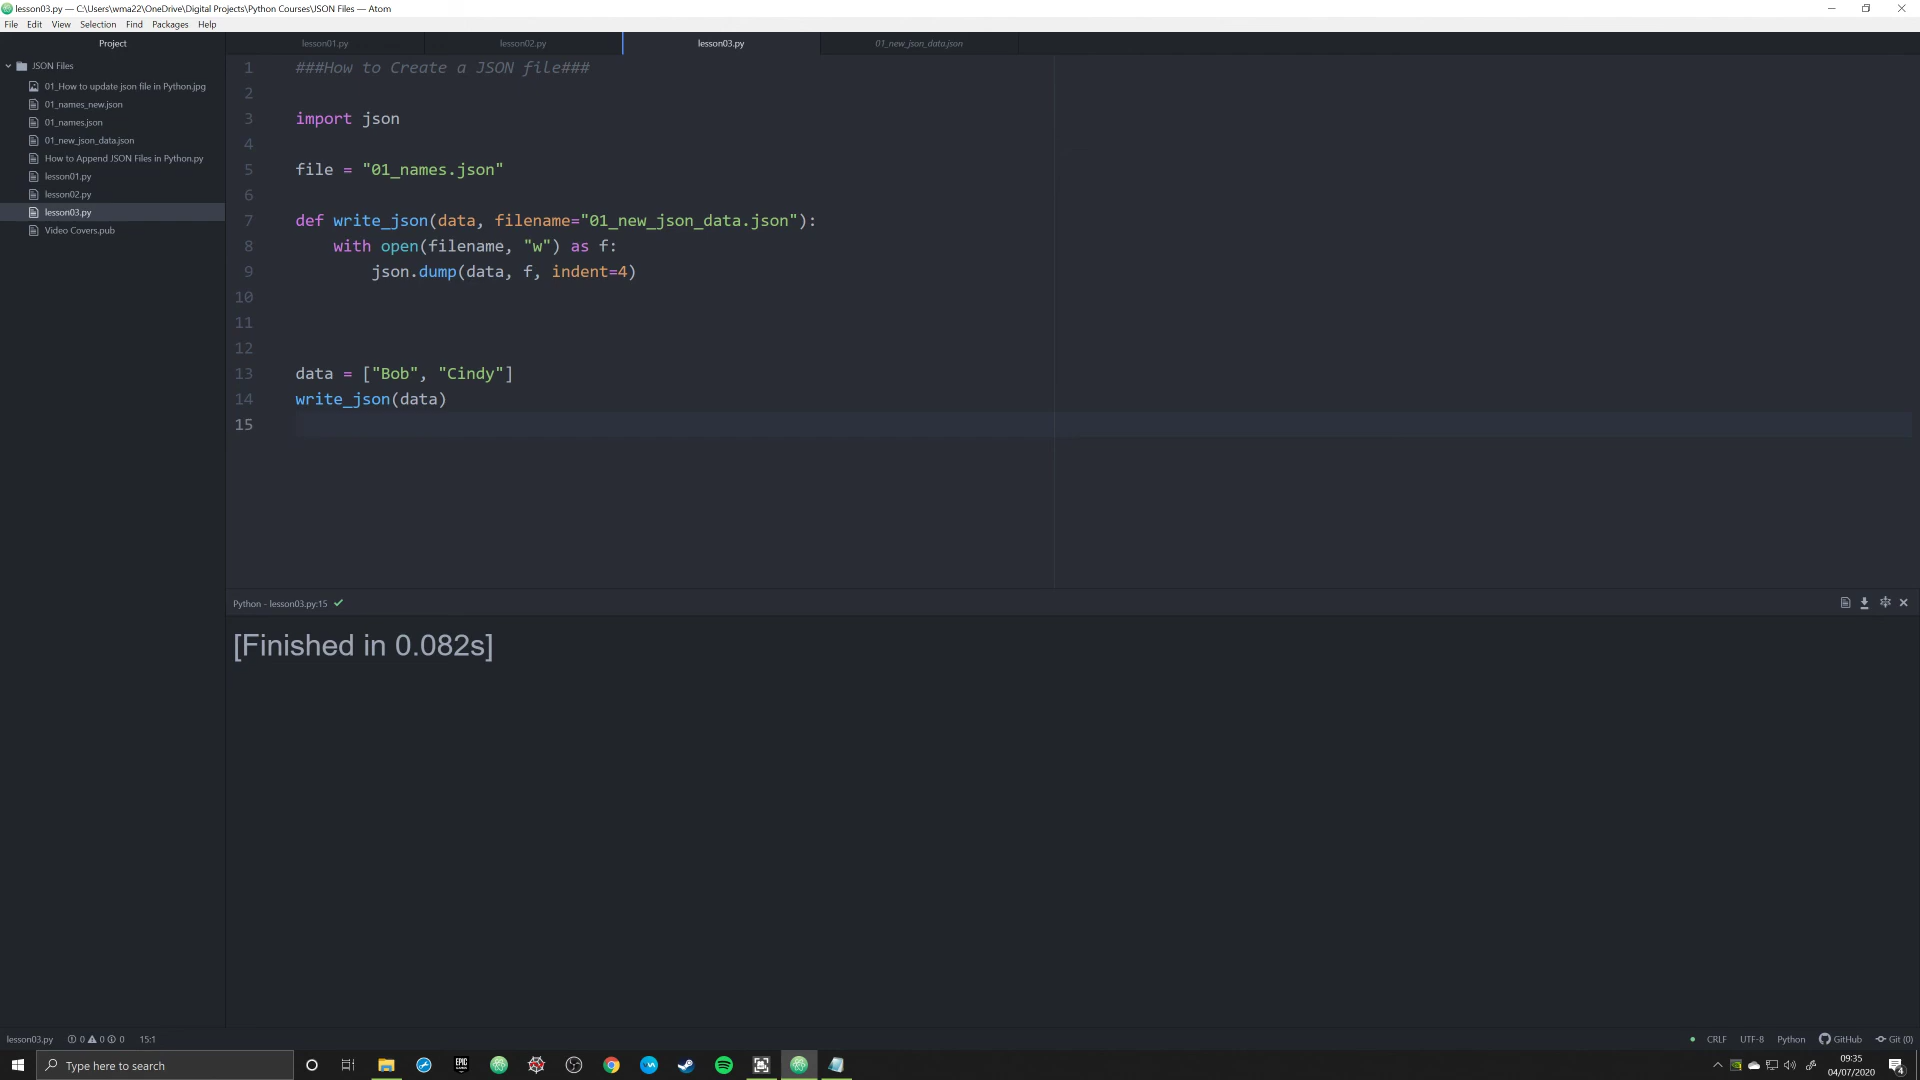 lesson03.py — C:\Users\wma22\OneDrive\Digital Projects\Python Courses\JSON Files — Atom
File Edit View Selection Find Packages Help
Project
lesson01.py
lesson02.py
lesson03.py
01_new_json_data.json
JSON Files
01_How to update json file in Python.jpg
01_names_new.json
01_names.json
01_new_json_data.json
How to Append JSON Files in Python.py
lesson01.py
lesson02.py
lesson03.py
Video Covers.pub
1 ###How to Create a JSON file###
2
3 import json
4
5 file = "01_names.json"
6
7 def write_json(data, filename="01_new_json_data.json"):
8 with open(filename, "w") as f:
9 json.dump(data, f, indent=4)
10
11
12
13 data = ["Bob", "Cindy"]
14 write_json(data)
15
Python - lesson03.py:15
[Finished in 0.082s]
lesson03.py 0 0 0 15:1
CRLF UTF-8 Python GitHub Git (0)
Type here to search
EPIC GAMES
09:35
04/07/2020
4